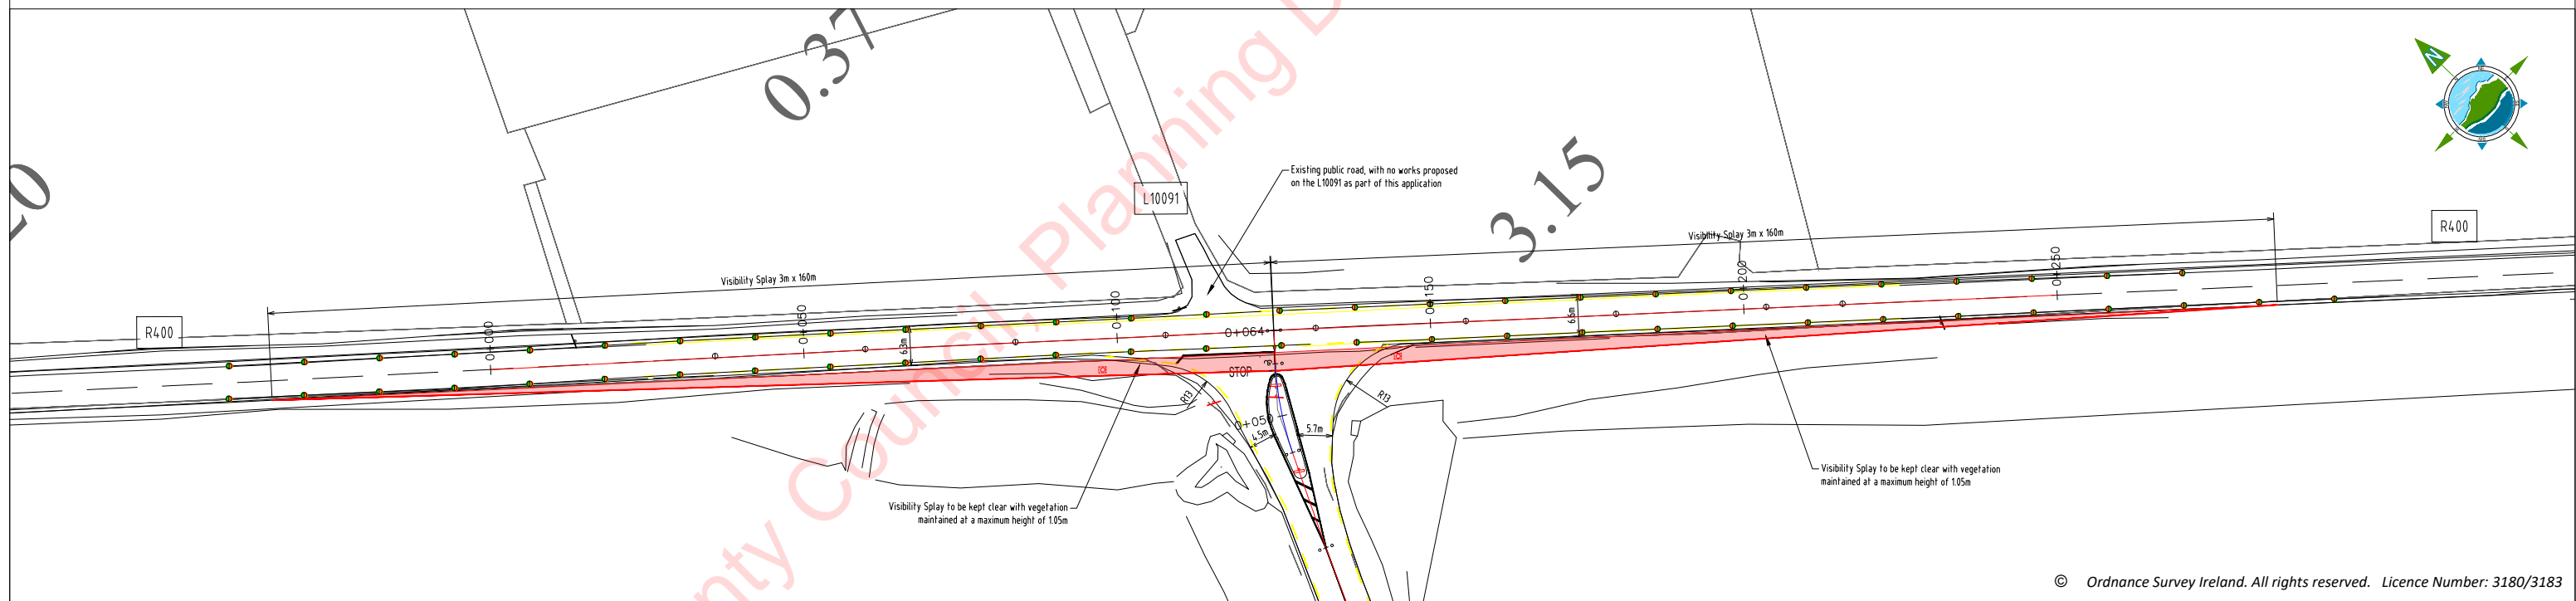 0.37
20
3.15
N
L10091
Existing public road, with no works proposed
on the L10091 as part of this application
R400
Visibility Splay 3m x 160m
Visibility Splay 3m x 160m
R400
0+000
0+050
0+100
0+150
0+200
0+250
6.3m
6.5m
0+064
STOP
R13
R13
0+050
4.5m
5.7m
Visibility Splay to be kept clear with vegetation
maintained at a maximum height of 1.05m
Visibility Splay to be kept clear with vegetation
maintained at a maximum height of 1.05m
nty Council, Planning D
© Ordnance Survey Ireland. All rights reserved. Licence Number: 3180/3183